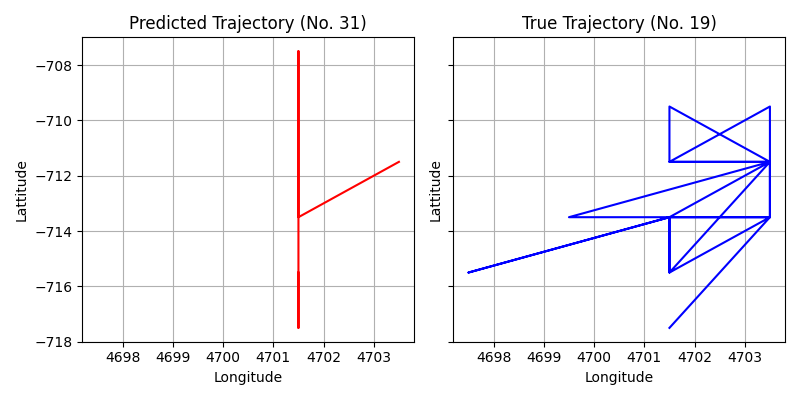 Predicted Trajectory (No. 31)
True Trajectory (No. 19)
Lattitude
−708
−710
−712
−714
−716
−718
4698 4699 4700 4701 4702 4703
Longitude
Lattitude
4698 4699 4700 4701 4702 4703
Longitude